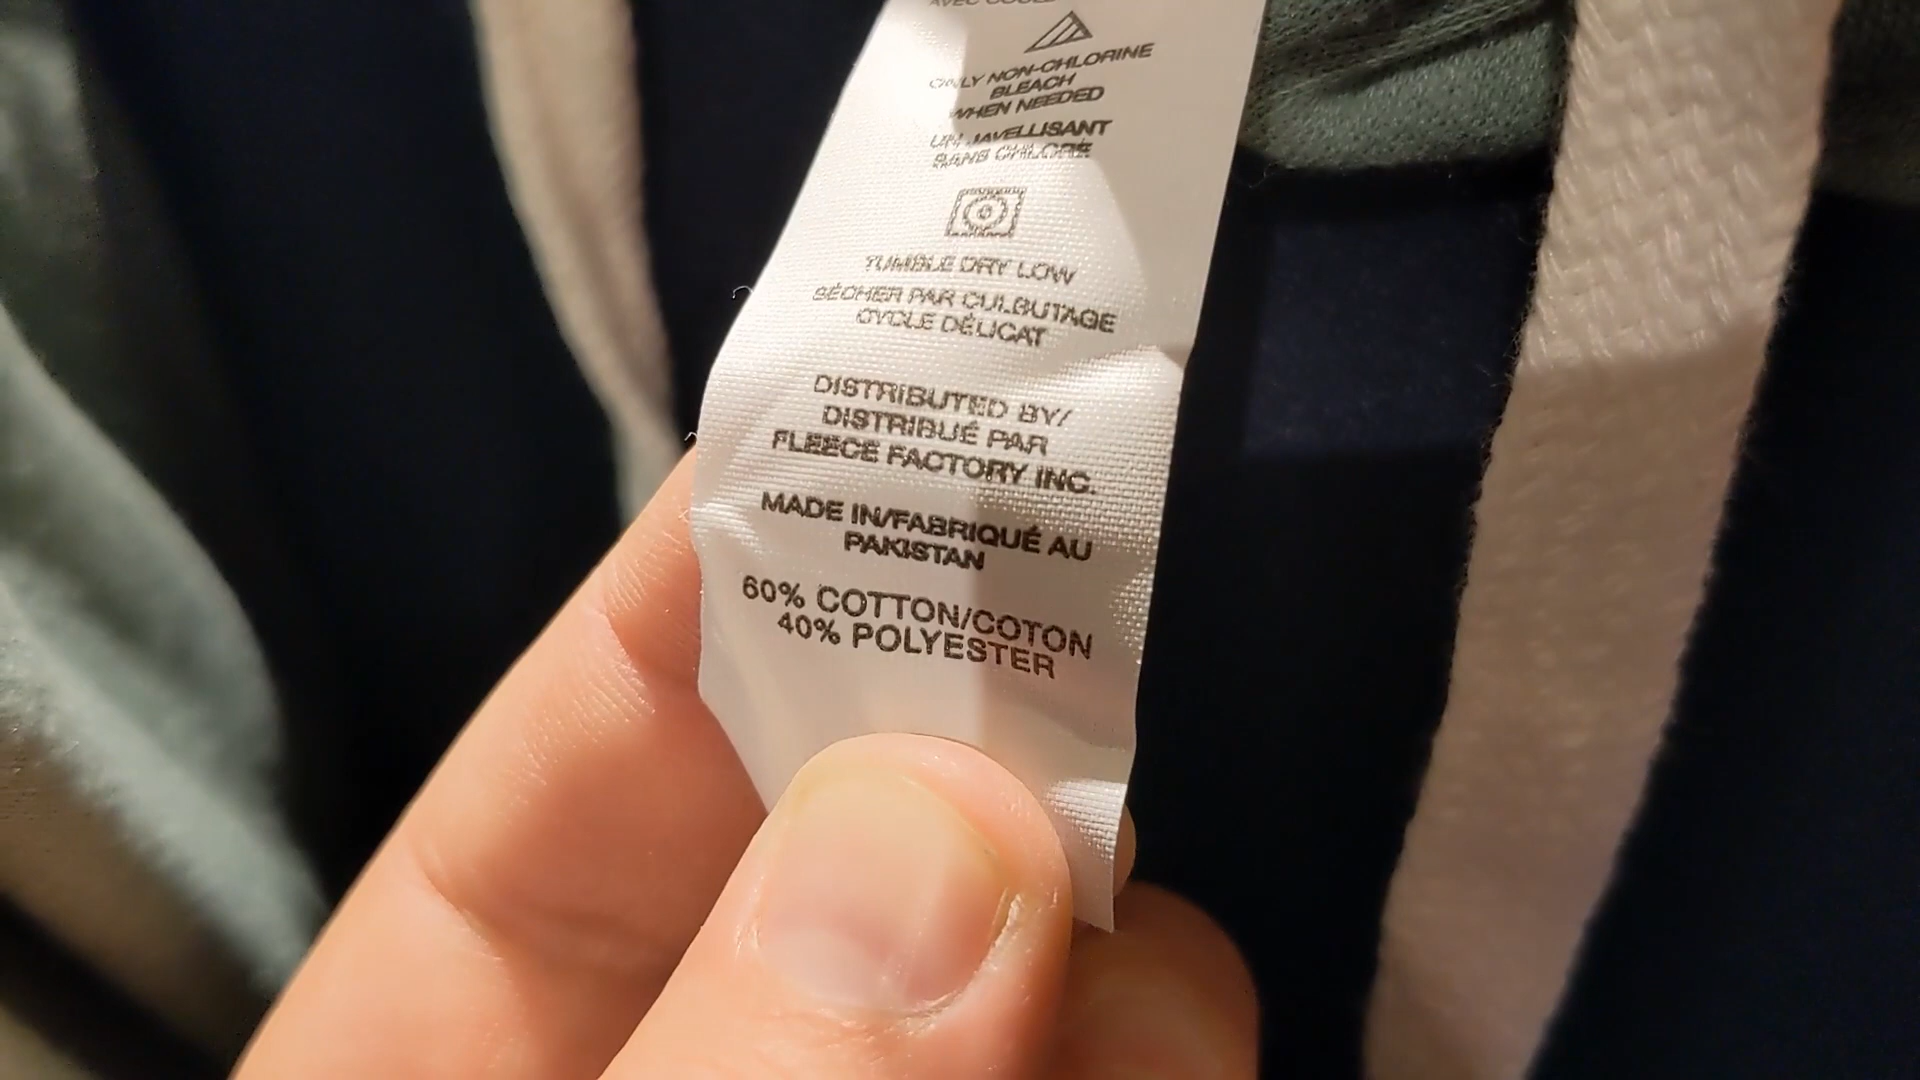 ONLY NON-CHLORINE
BLEACH
WHEN NEEDED
UN JAVELLISANT
SANS CHLORE
TUMBLE DRY LOW
SÉCHER PAR CULBUTAGE
CYCLE DÉLICAT
DISTRIBUTED BY/
DISTRIBUÉ PAR
FLEECE FACTORY INC.
MADE IN/FABRIQUÉ AU
PAKISTAN
60% COTTON/COTON
40% POLYESTER